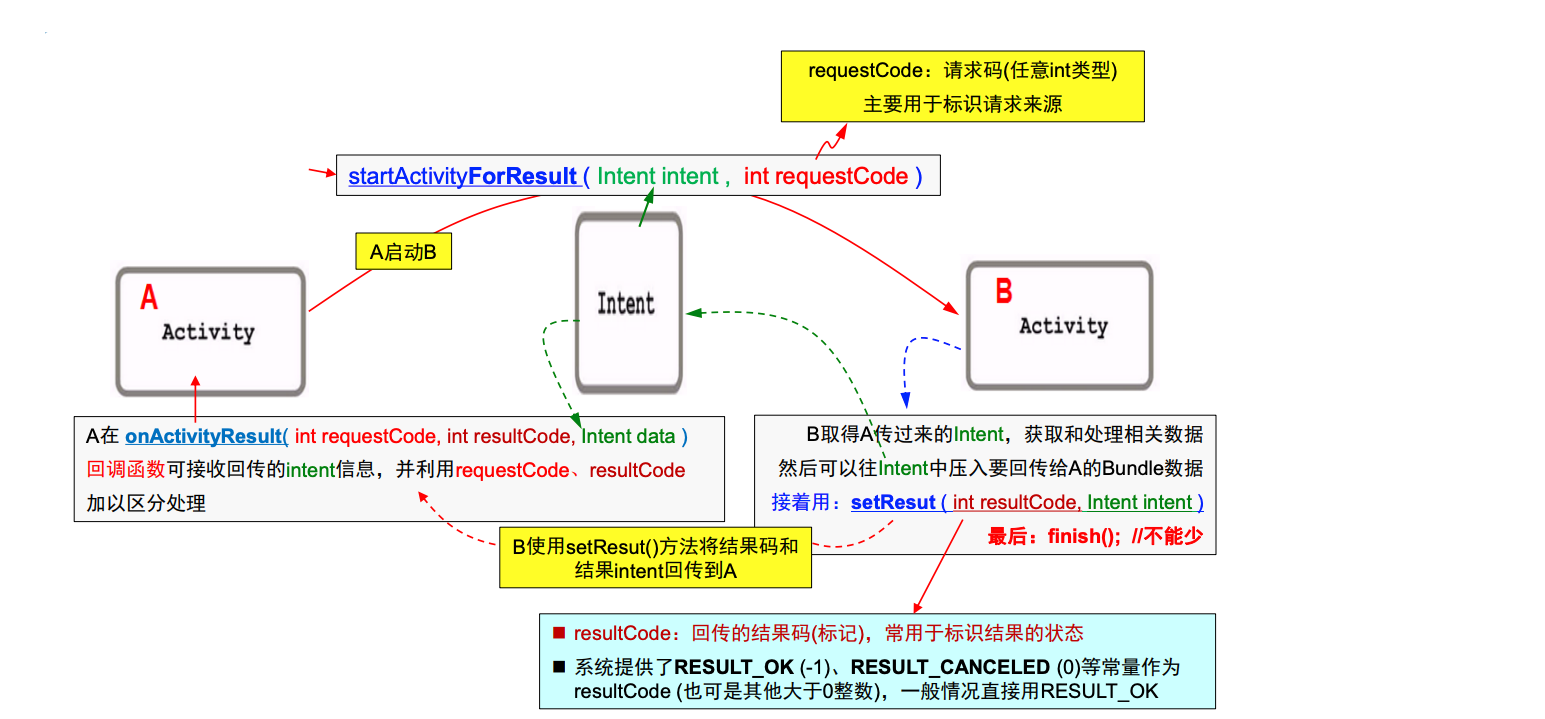 requestCode：请求码(任意int类型)
主要用于标识请求来源
startActivityForResult ( Intent intent , int requestCode )
A启动B
A
Activity
Intent
B
Activity
A在 onActivityResult( int requestCode, int resultCode, Intent data )
回调函数可接收回传的intent信息，并利用requestCode、resultCode
加以区分处理
B取得A传过来的Intent，获取和处理相关数据
然后可以往Intent中压入要回传给A的Bundle数据
接着用：setResut ( int resultCode, Intent intent )
最后：finish(); //不能少
B使用setResut()方法将结果码和
结果intent回传到A
■ resultCode：回传的结果码(标记)，常用于标识结果的状态
■ 系统提供了RESULT_OK (-1)、RESULT_CANCELED (0)等常量作为
resultCode (也可是其他大于0整数)，一般情况直接用RESULT_OK